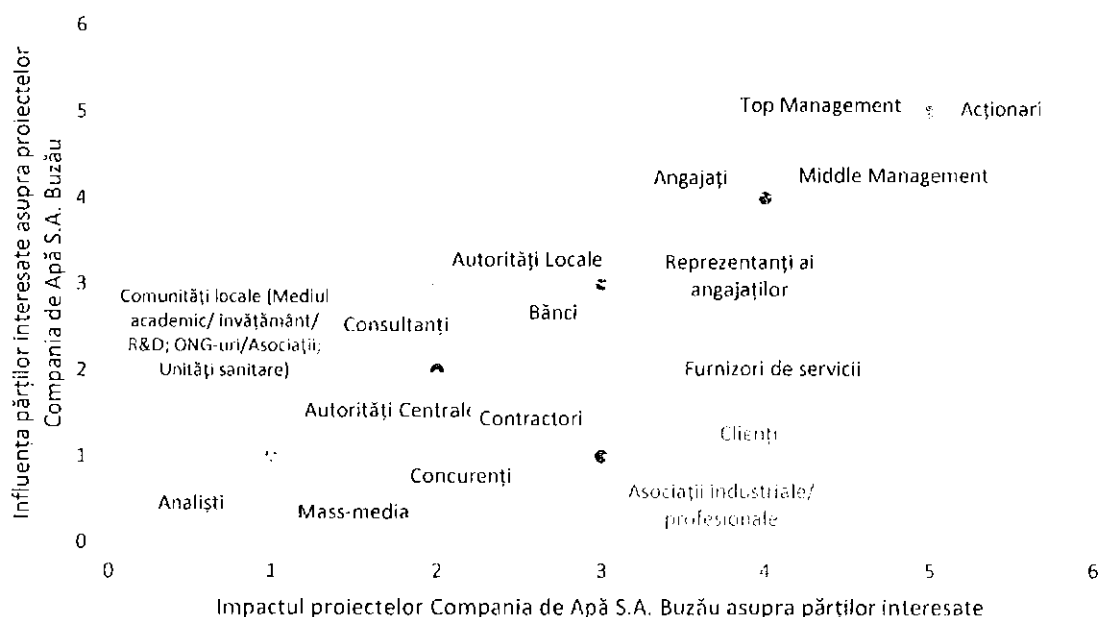 Influența părților interesate asupra proiectelor
Compania de Apă S.A. Buzău
6
5
4
3
2
1
0
Top Management
Acționari
Angajați
Middle Management
Autorități Locale
Reprezentanți ai
angajaților
Bănci
Comunități locale (Mediul
academic/ invățământ/
R&D; ONG-uri/Asociații;
Unități sanitare)
Consultanți
Furnizori de servicii
Autorități Centrale
Contractori
Clienți
Concurenți
Asociații industriale/
profesionale
Analiști
Mass-media
0 1 2 3 4 5 6
Impactul proiectelor Compania de Apă S.A. Buzău asupra părților interesate